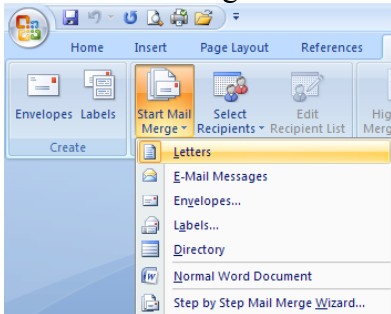 Home Insert Page Layout References
Envelopes Labels Start Mail Merge Select Recipients Edit Recipient List
Create
Letters
E-Mail Messages
Envelopes...
Labels...
Directory
Normal Word Document
Step by Step Mail Merge Wizard...